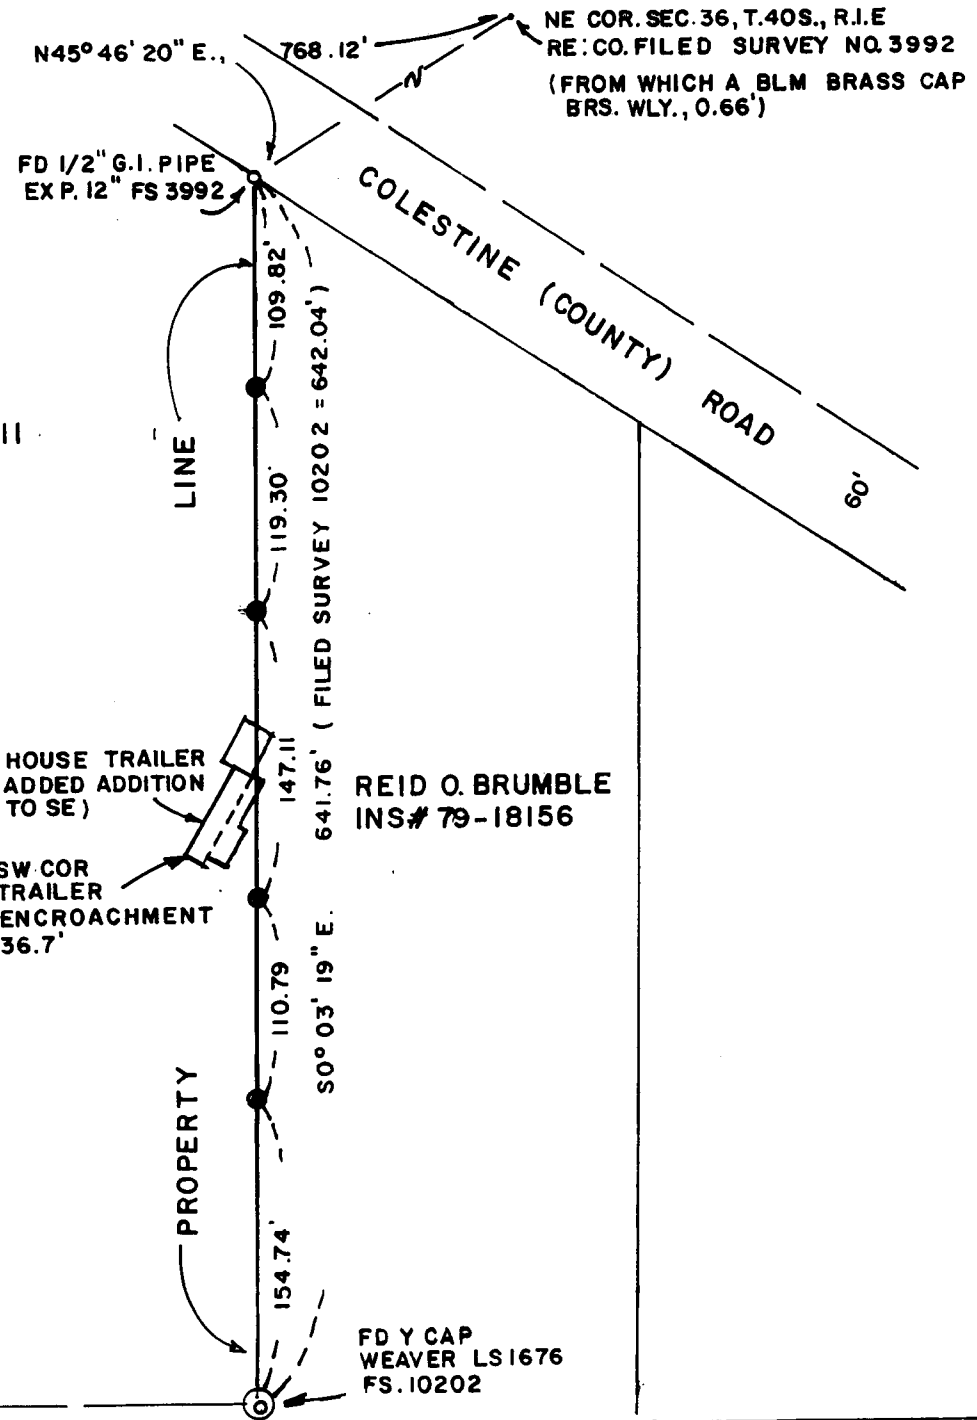 NE COR. SEC. 36, T.40S., R.1.E
RE: CO. FILED SURVEY NO. 3992
(FROM WHICH A BLM BRASS CAP
BRS. WLY., 0.66')
N45° 46' 20" E.,
768.12'
N
FD 1/2" G.I. PIPE
EXP. 12" FS 3992
COLESTINE (COUNTY) ROAD
60'
109.82'
11
LINE
119.30'
641.76' ( FILED SURVEY 10202 = 642.04')
HOUSE TRAILER
ADDED ADDITION
TO SE)
147.11
REID O. BRUMBLE
INS# 79-18156
SW COR
TRAILER
ENCROACHMENT
36.7'
110.79
S0° 03' 19" E.
PROPERTY
154.74'
FD Y CAP
WEAVER LS1676
FS. 10202